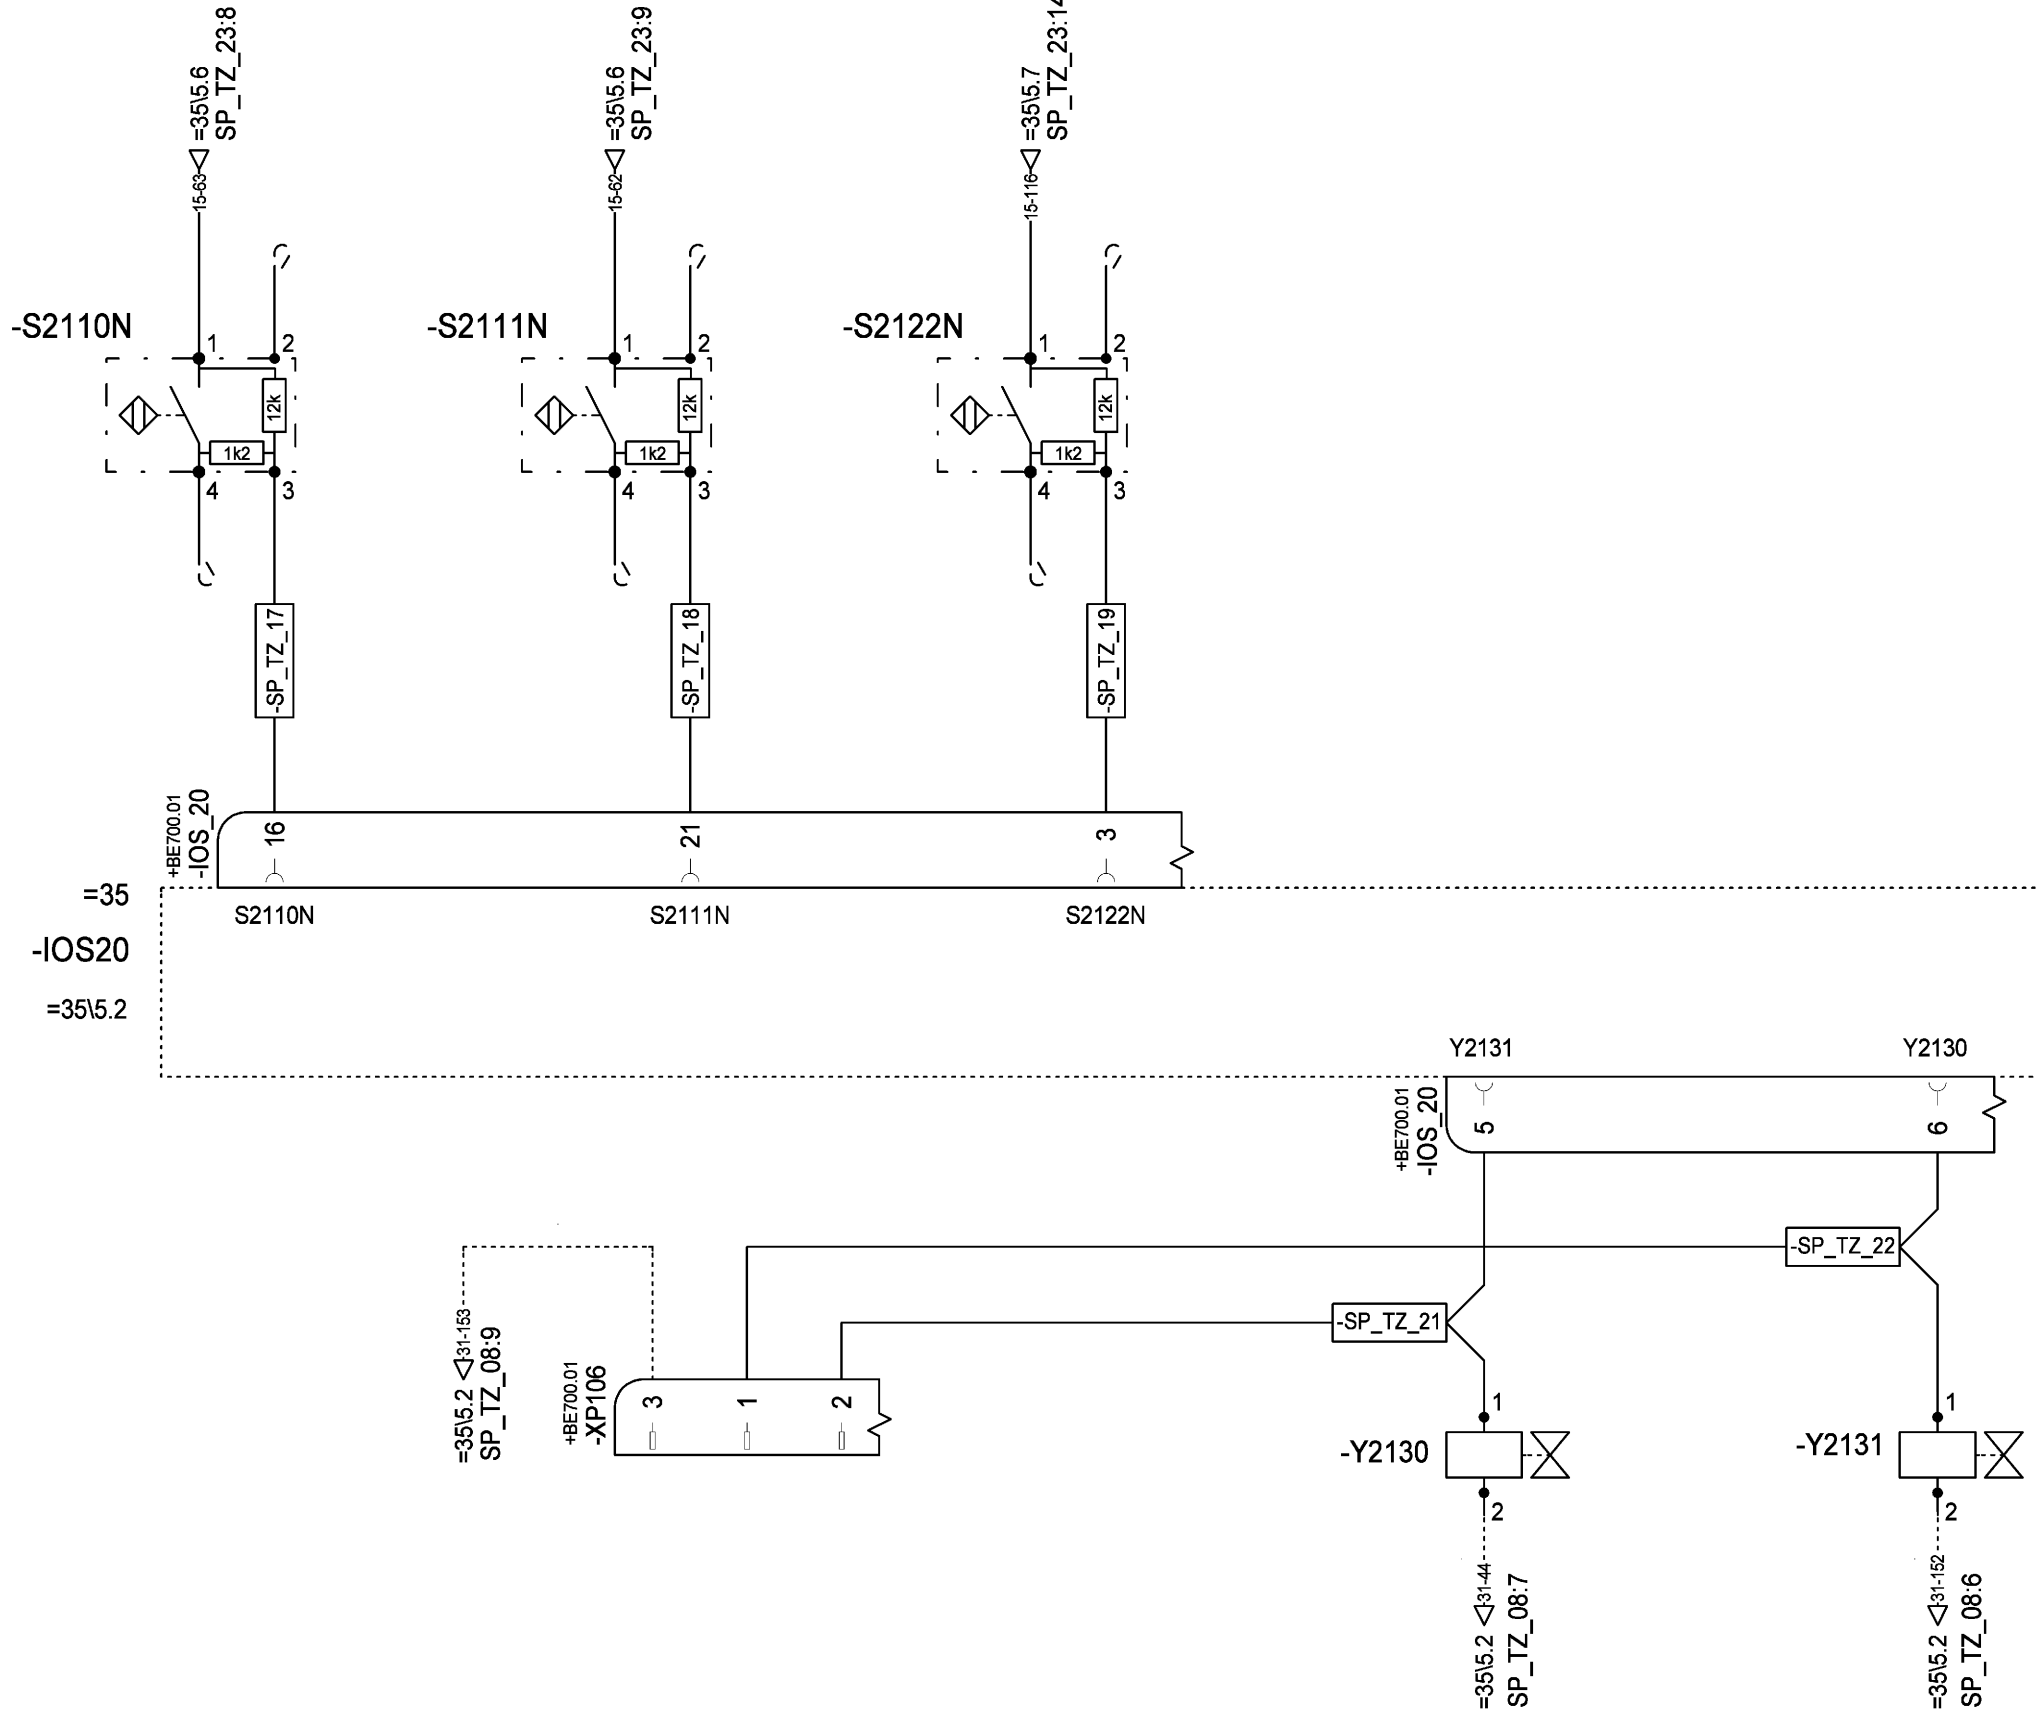 =35\5.6
SP_TZ_23:8
15-63
=35\5.6
SP_TZ_23:9
15-62
=35\5.7
SP_TZ_23:14
15-116
-S2110N
1
2
12k
1k2
4
3
-S2111N
1
2
12k
1k2
4
3
-S2122N
1
2
12k
1k2
4
3
-SP_TZ_17
-SP_TZ_18
-SP_TZ_19
+BE700.01
-IOS_20
16
21
3
=35
-IOS20
=35\5.2
S2110N
S2111N
S2122N
Y2131
Y2130
+BE700.01
-IOS_20
5
6
-SP_TZ_22
-SP_TZ_21
31-153
=35\5.2
SP_TZ_08:9
+BE700.01
-XP106
3
1
2
-Y2130
1
2
-Y2131
1
2
31-44
=35\5.2
SP_TZ_08:7
31-152
=35\5.2
SP_TZ_08:6